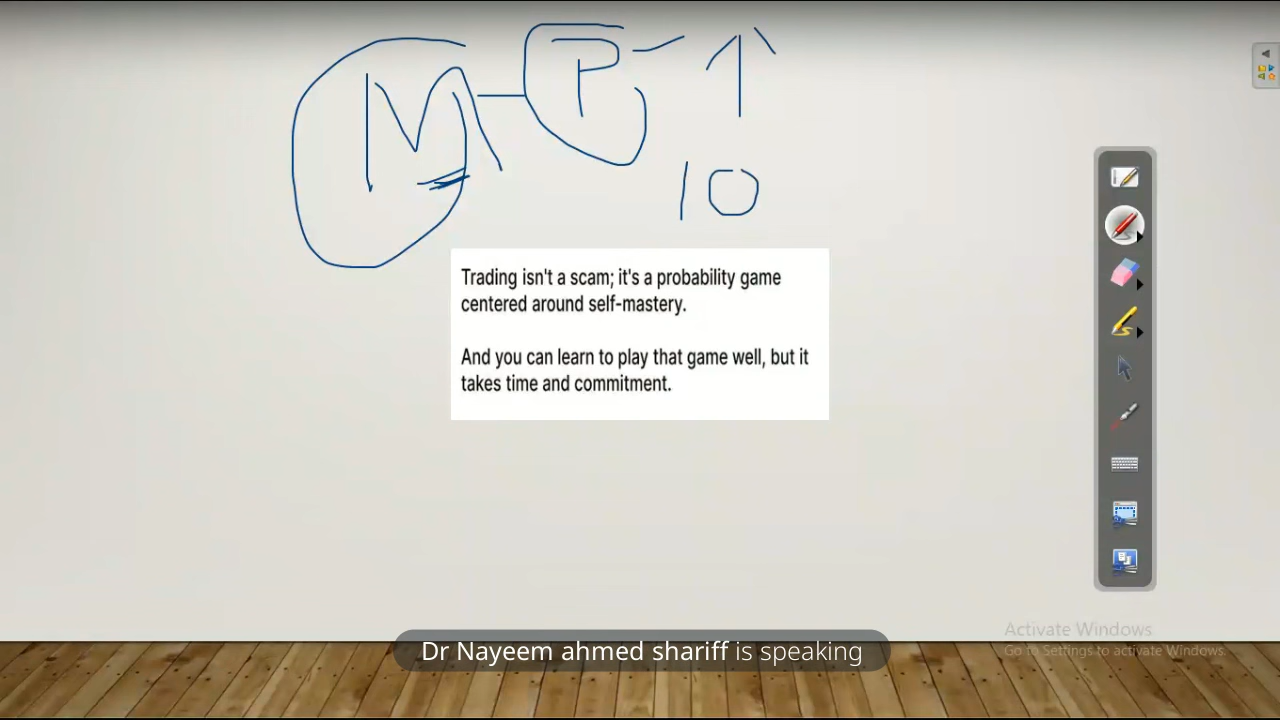 M P
10
Trading isn't a scam; it's a probability game
centered around self-mastery.
And you can learn to play that game well, but it
takes time and commitment.
Activate Windows
Go to Settings to activate Windows.
Dr Nayeem ahmed shariff is speaking